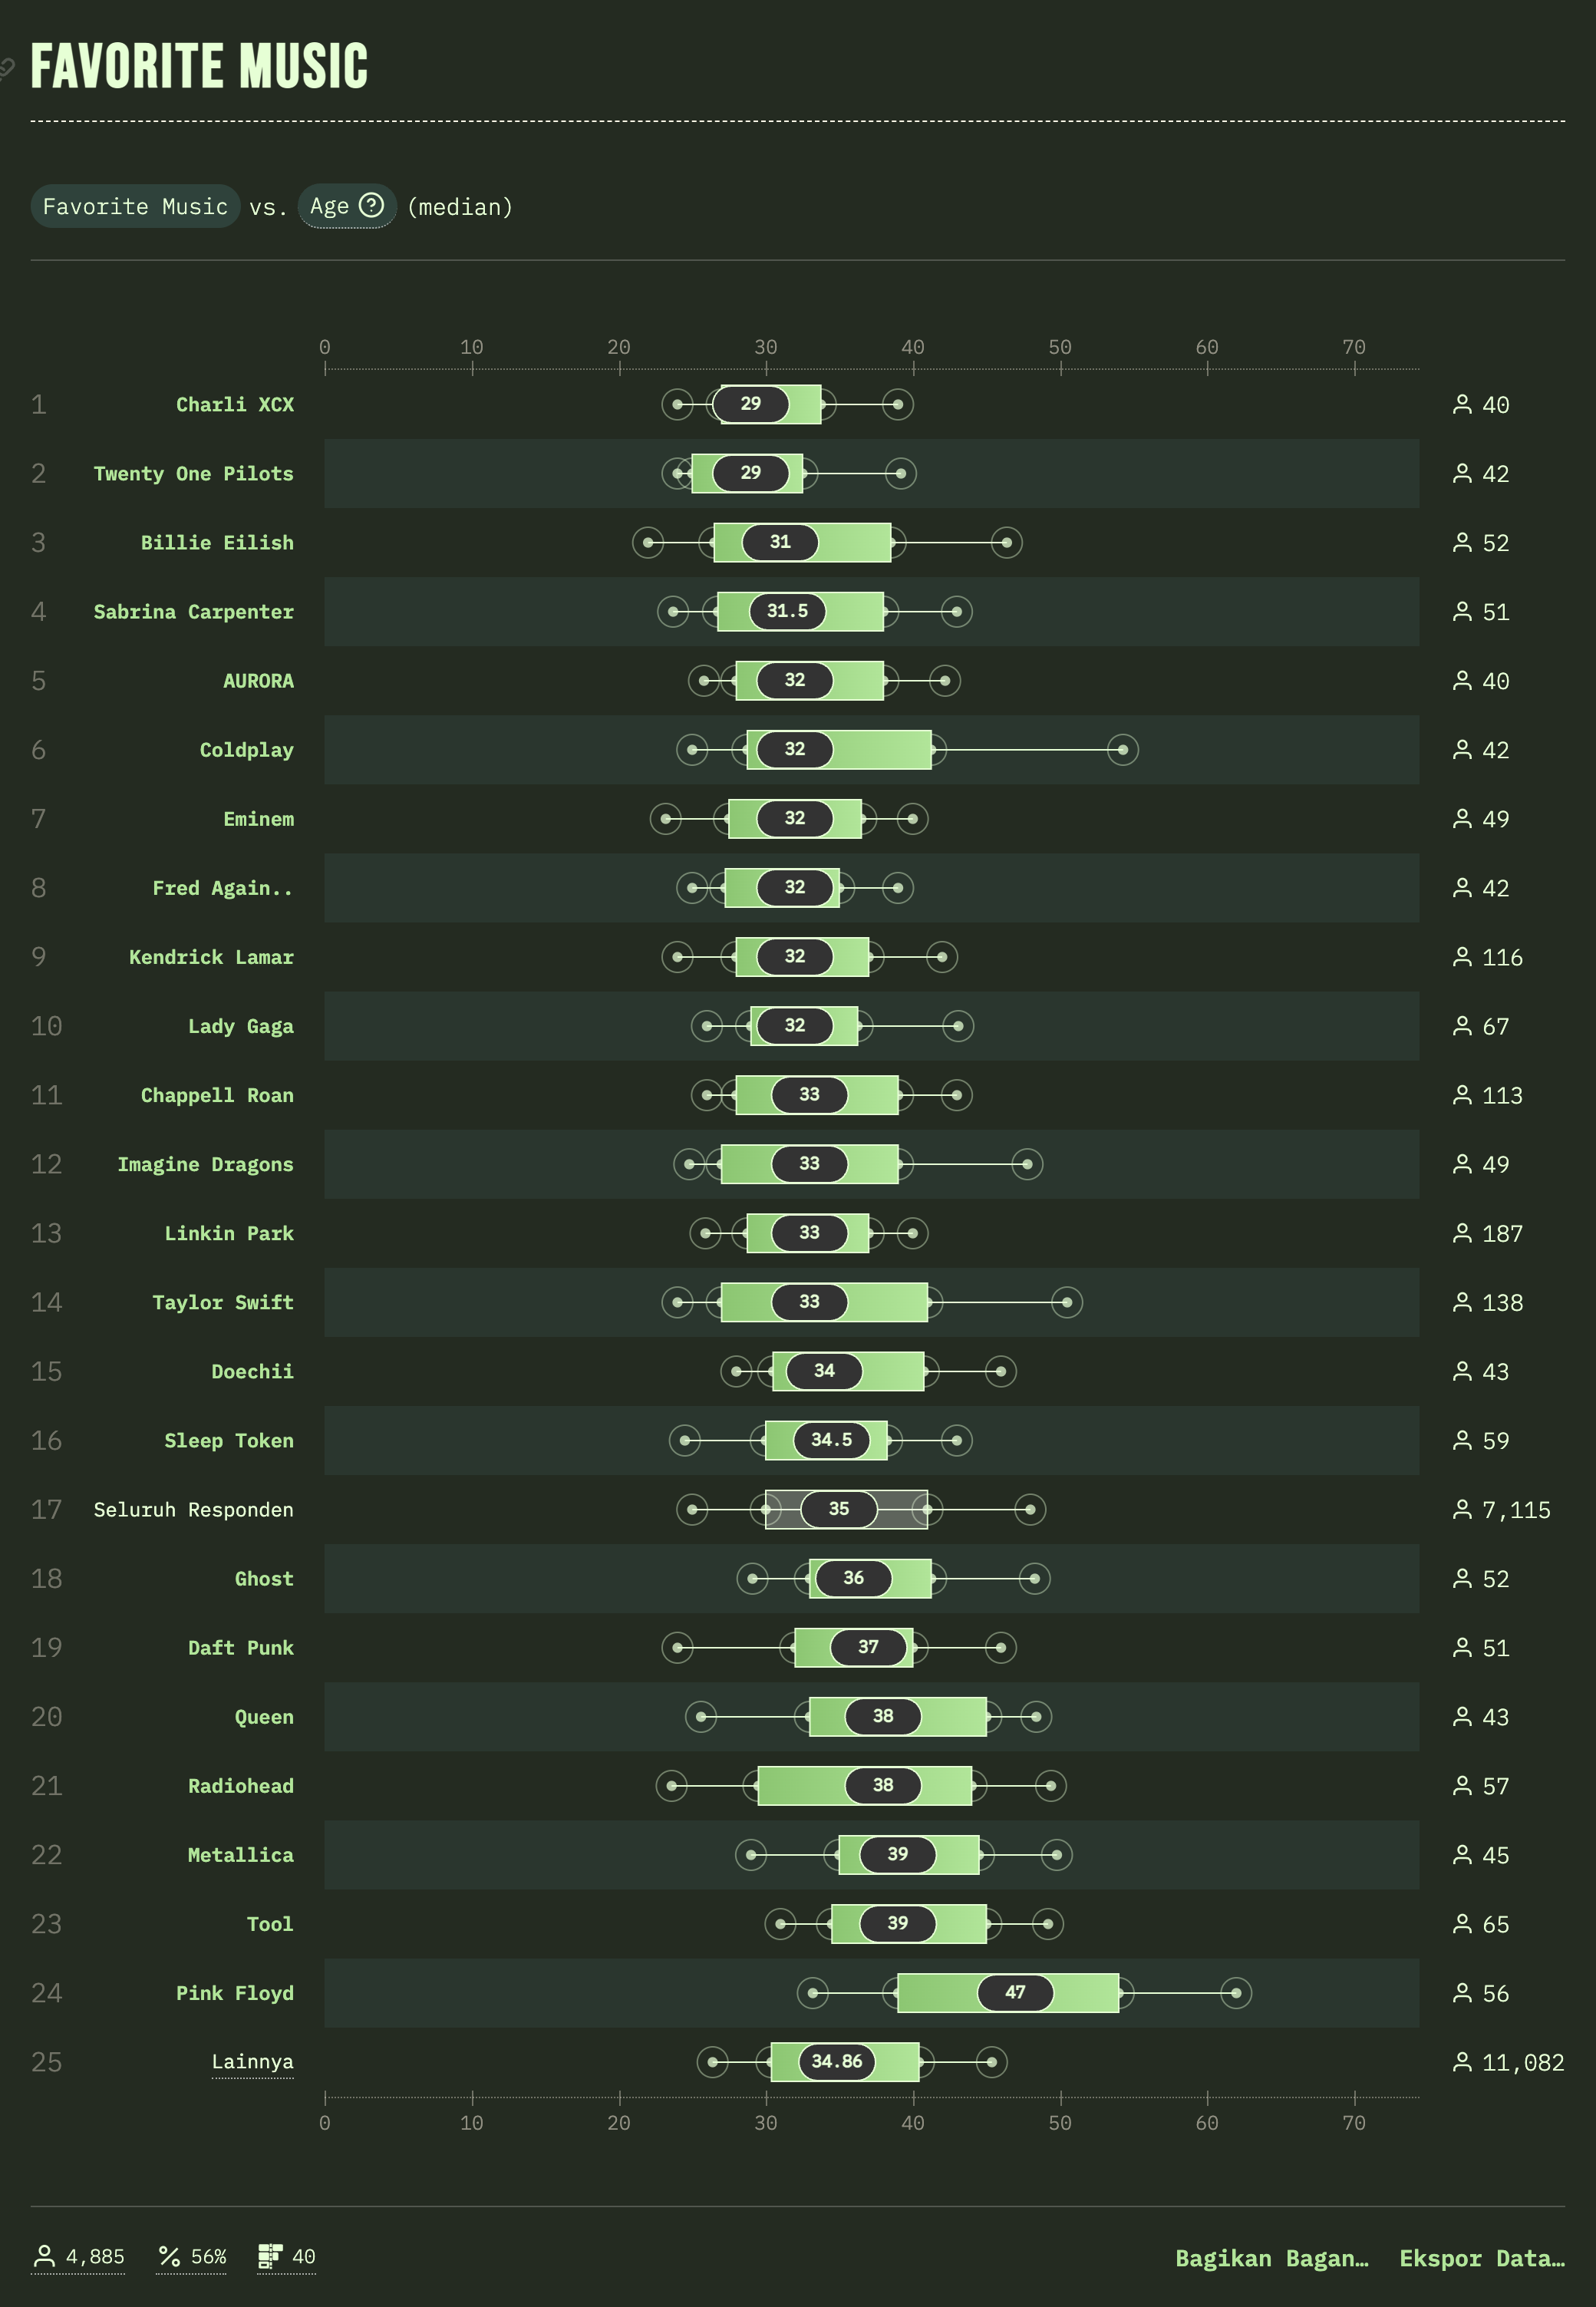 FAVORITE MUSIC
Favorite Music vs. Age (median)
0 10 20 30 40 50 60 70
1 Charli XCX 29 40
2 Twenty One Pilots 29 42
3 Billie Eilish 31 52
4 Sabrina Carpenter 31.5 51
5 AURORA 32 40
6 Coldplay 32 42
7 Eminem 32 49
8 Fred Again.. 32 42
9 Kendrick Lamar 32 116
10 Lady Gaga 32 67
11 Chappell Roan 33 113
12 Imagine Dragons 33 49
13 Linkin Park 33 187
14 Taylor Swift 33 138
15 Doechii 34 43
16 Sleep Token 34.5 59
17 Seluruh Responden 35 7,115
18 Ghost 36 52
19 Daft Punk 37 51
20 Queen 38 43
21 Radiohead 38 57
22 Metallica 39 45
23 Tool 39 65
24 Pink Floyd 47 56
25 Lainnya 34.86 11,082
0 10 20 30 40 50 60 70
4,885 56% 40 Bagikan Bagan… Ekspor Data…